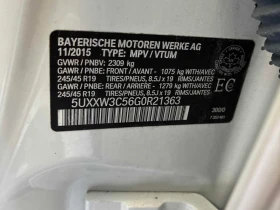 BAYERISCHE MOTOREN WERKE AG
11/2015 TYPE: MPV / VTUM
GVWR / PNBV: 2309 kg
GAWR / PNBE: FRONT / AVANT - 1075 kg WITH/AVEC
245/45 R19 TIRES/PNEUS, 8.5J x 19 RIMS/JANTES
GAWR / PNBE: REAR / ARRIERE - 1279 kg WITH/AVEC
245/45 R19 TIRES/PNEUS, 8.5J x 19 RIMS/JANTES
EC
5UXXW3C56G0R21363